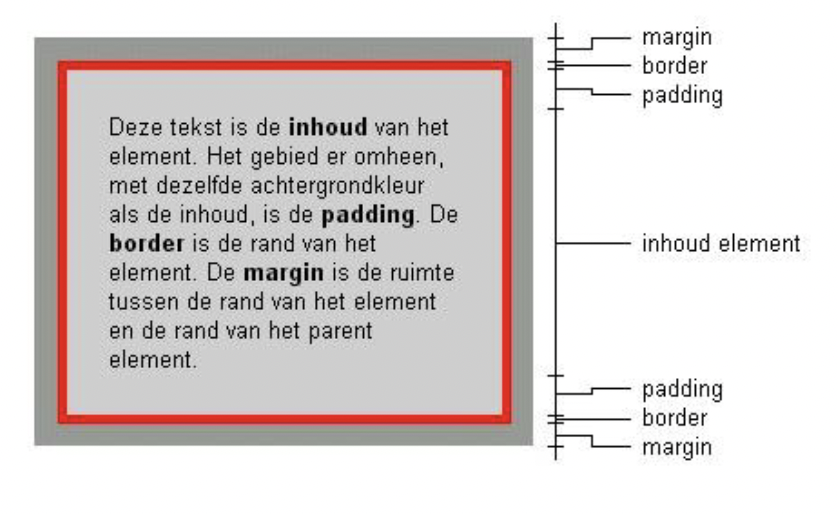 Deze tekst is de inhoud van het
element. Het gebied er omheen,
met dezelfde achtergrondkleur
als de inhoud, is de padding. De
border is de rand van het
element. De margin is de ruimte
tussen de rand van het element
en de rand van het parent
element.
margin
border
padding
inhoud element
padding
border
margin